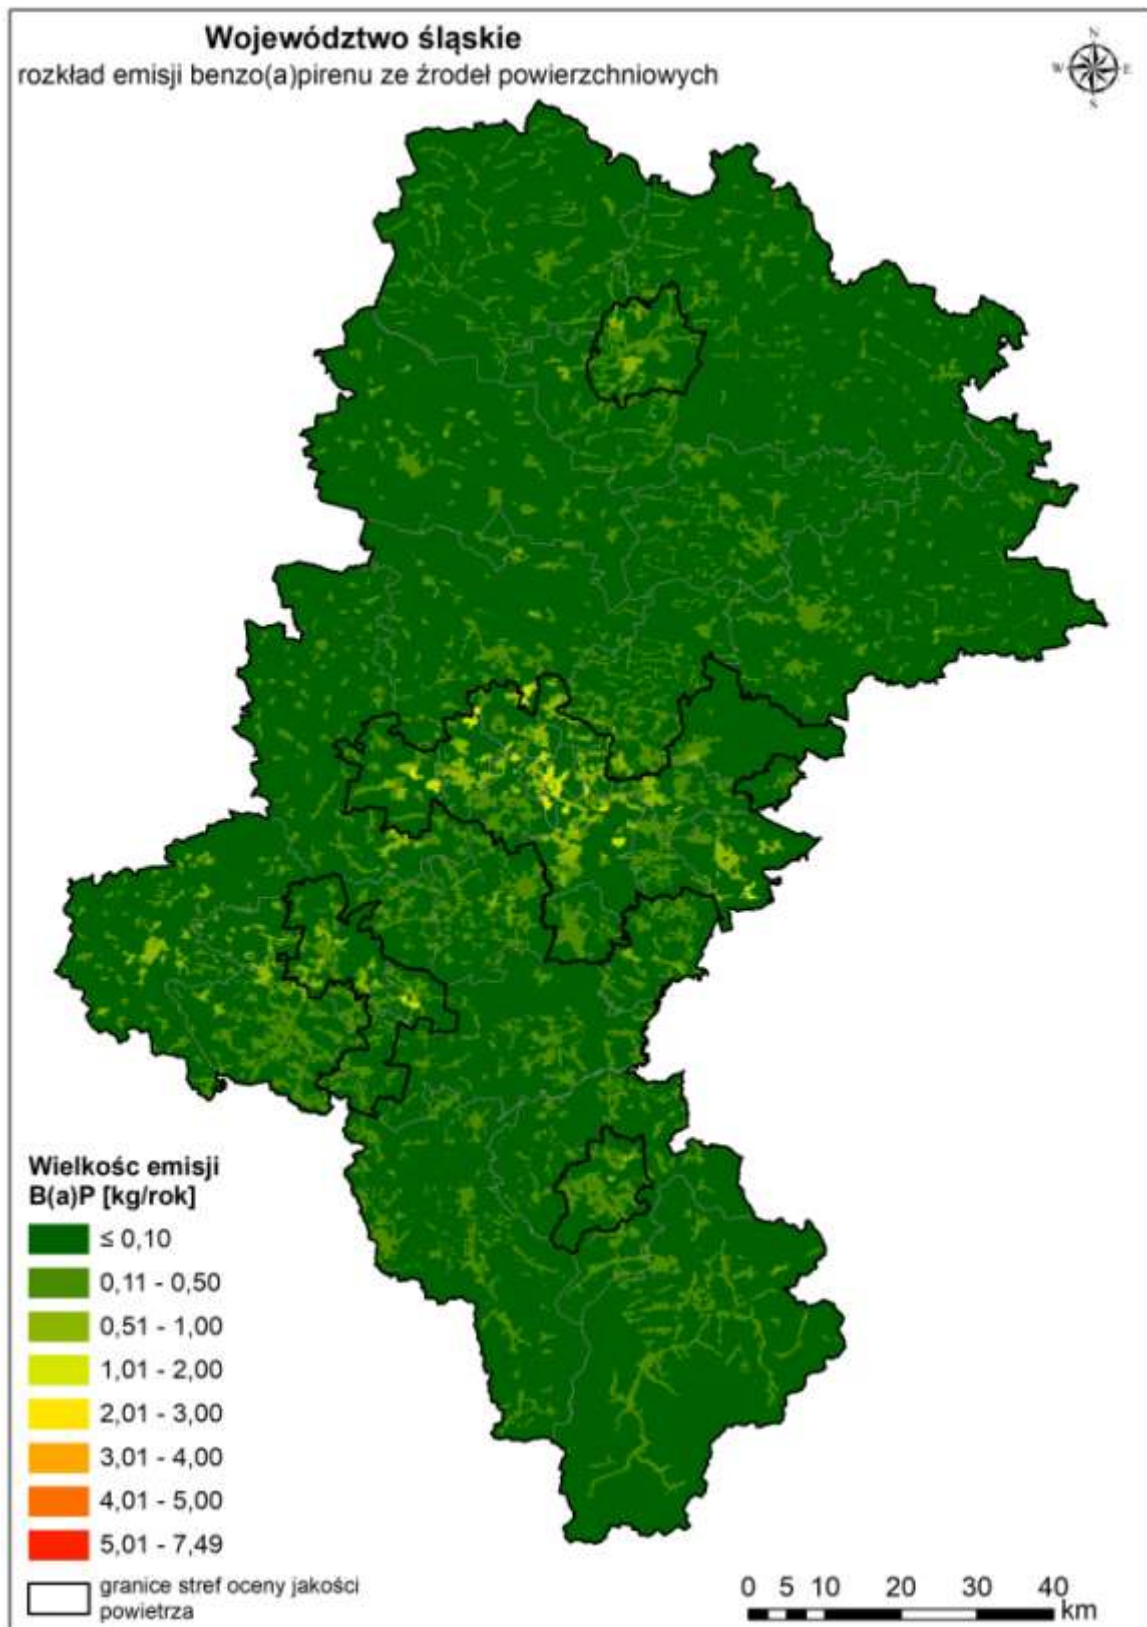 Województwo śląskie
rozkład emisji benzo(a)pirenu ze źrodeł powierzchniowych
N
W E
S
Wielkośc emisji
B(a)P [kg/rok]
≤ 0,10
0,11 - 0,50
0,51 - 1,00
1,01 - 2,00
2,01 - 3,00
3,01 - 4,00
4,01 - 5,00
5,01 - 7,49
granice stref oceny jakości
powietrza
0 5 10 20 30 40
km